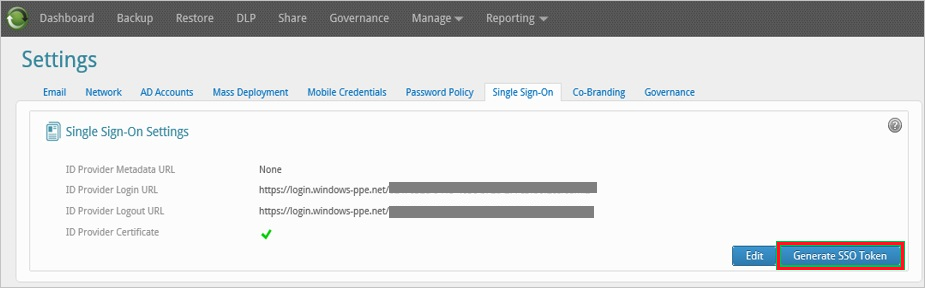 Dashboard Backup Restore DLP Share Governance Manage Reporting
Settings
Email Network AD Accounts Mass Deployment Mobile Credentials Password Policy Single Sign-On Co-Branding Governance
Single Sign-On Settings
ID Provider Metadata URL None
ID Provider Login URL https://login.windows-ppe.net/
ID Provider Logout URL https://login.windows-ppe.net/
ID Provider Certificate
Edit Generate SSO Token